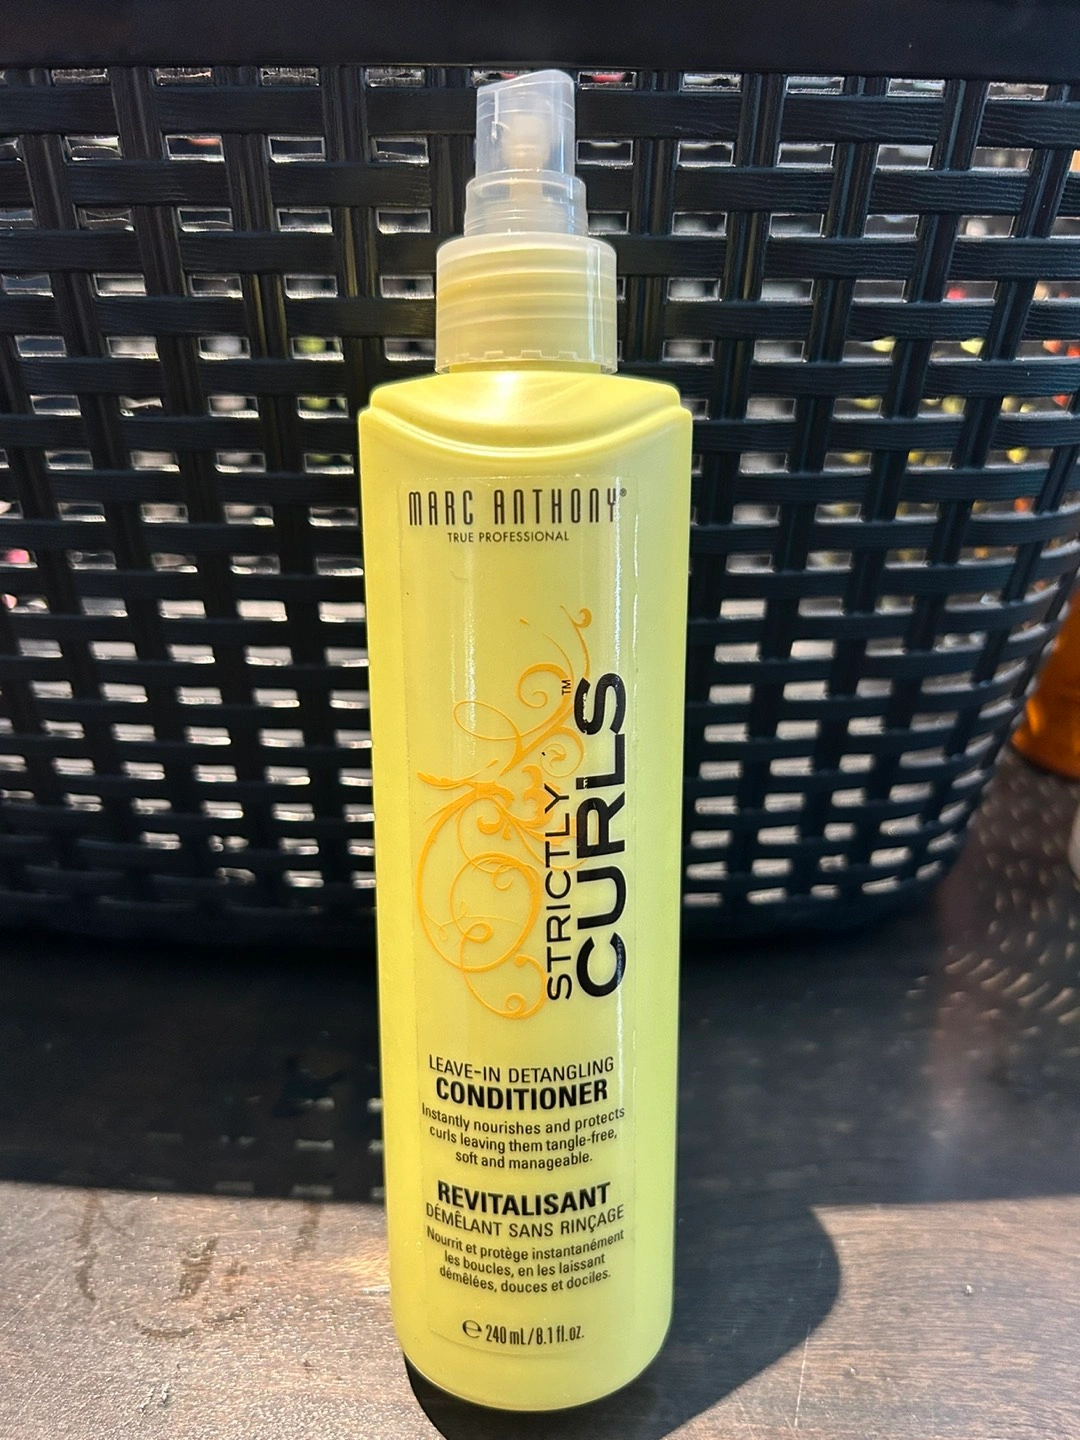 MARC ANTHONY®
TRUE PROFESSIONAL
STRICTLY
CURLS™
LEAVE-IN DETANGLING
CONDITIONER
Instantly nourishes and protects
curls leaving them tangle-free,
soft and manageable.
REVITALISANT
DÉMÊLANT SANS RINÇAGE
Nourrit et protège instantanément
les boucles, en les laissant
démêlées, douces et dociles.
℮ 240 mL/8.1 fl.oz.